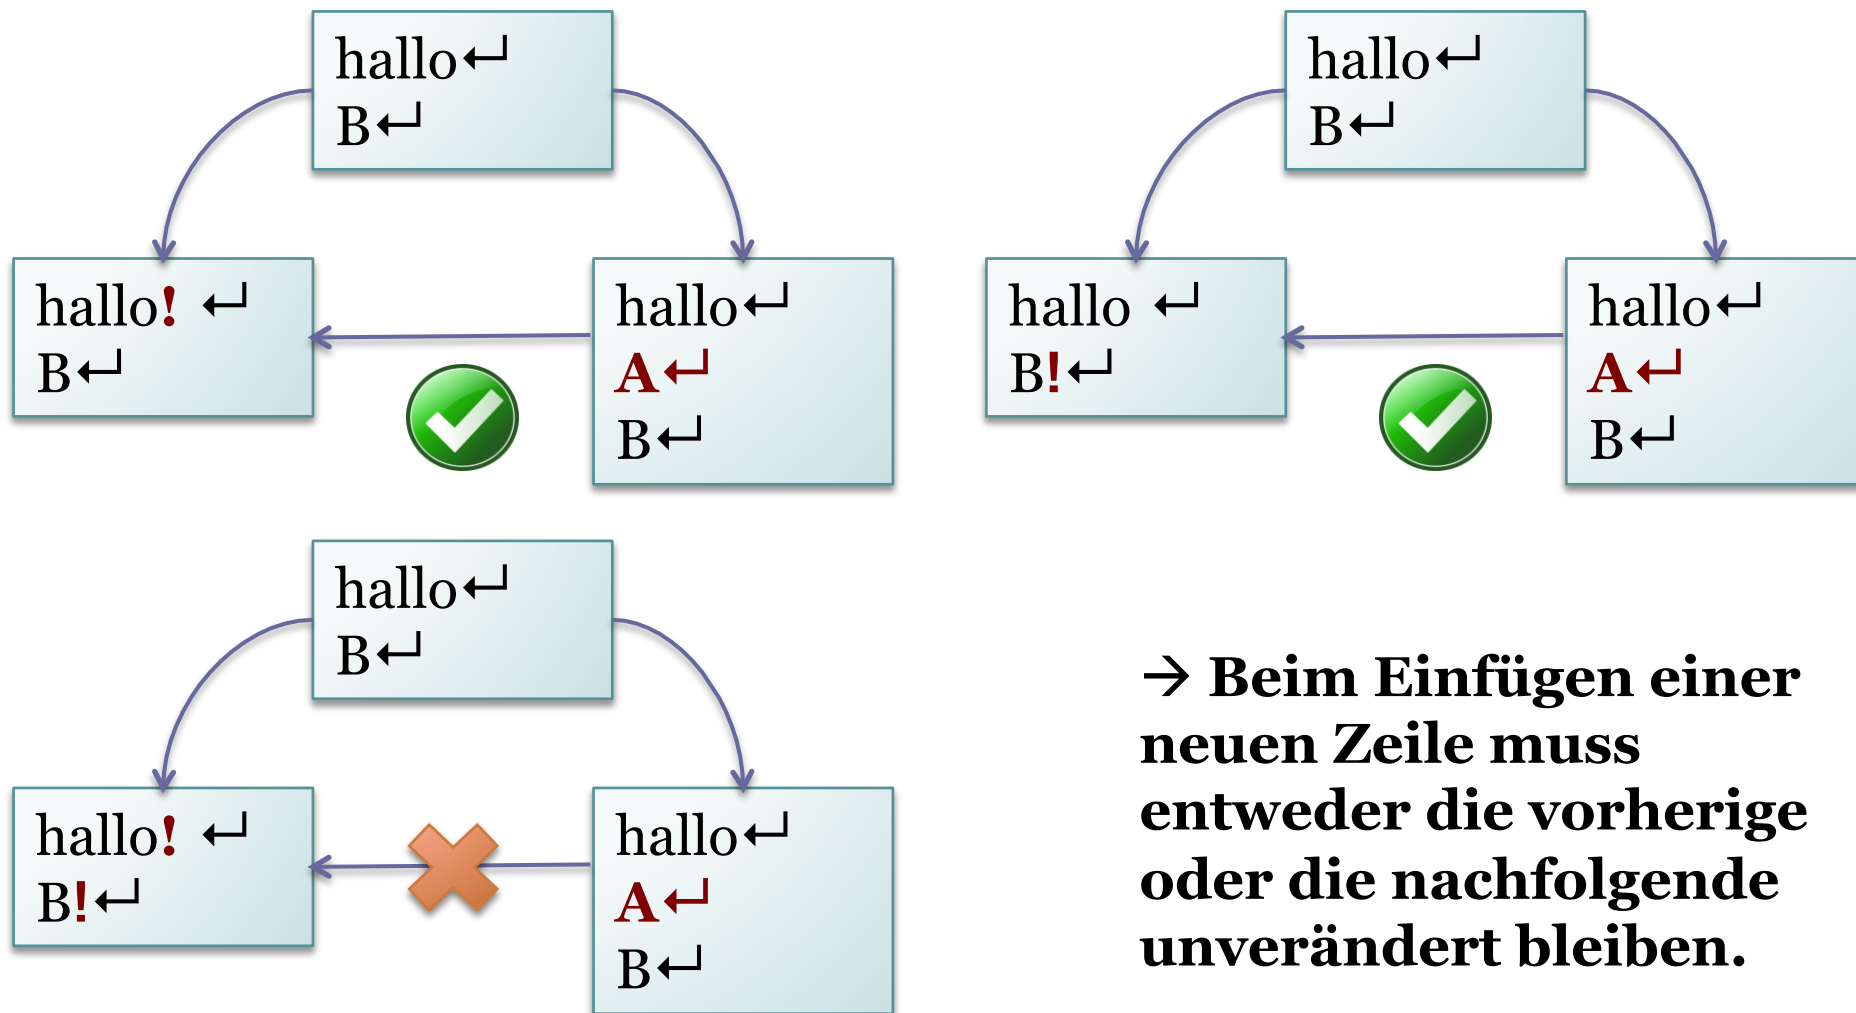 hallo↵
B↵
hallo! ↵
B↵
hallo↵
A↵
B↵
hallo↵
B↵
hallo ↵
B!↵
hallo↵
A↵
B↵
hallo↵
B↵
hallo! ↵
B!↵
hallo↵
A↵
B↵
→ Beim Einfügen einer
neuen Zeile muss
entweder die vorherige
oder die nachfolgende
unverändert bleiben.